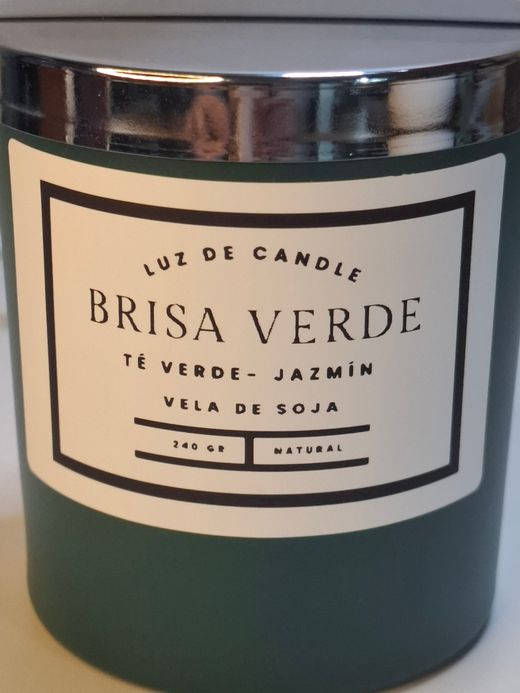 LUZ DE CANDLE
BRISA VERDE
TÉ VERDE- JAZMÍN
VELA DE SOJA
240 GR NATURAL